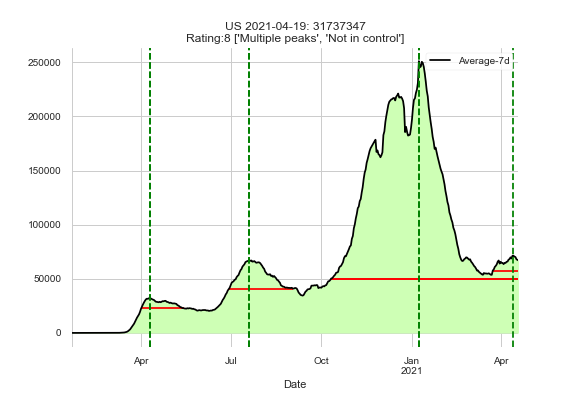 US 2021-04-19: 31737347
Rating:8 ['Multiple peaks', 'Not in control']
Average-7d
250000
200000
150000
100000
50000
0
Apr
Jul
Oct
Jan
2021
Apr
Date